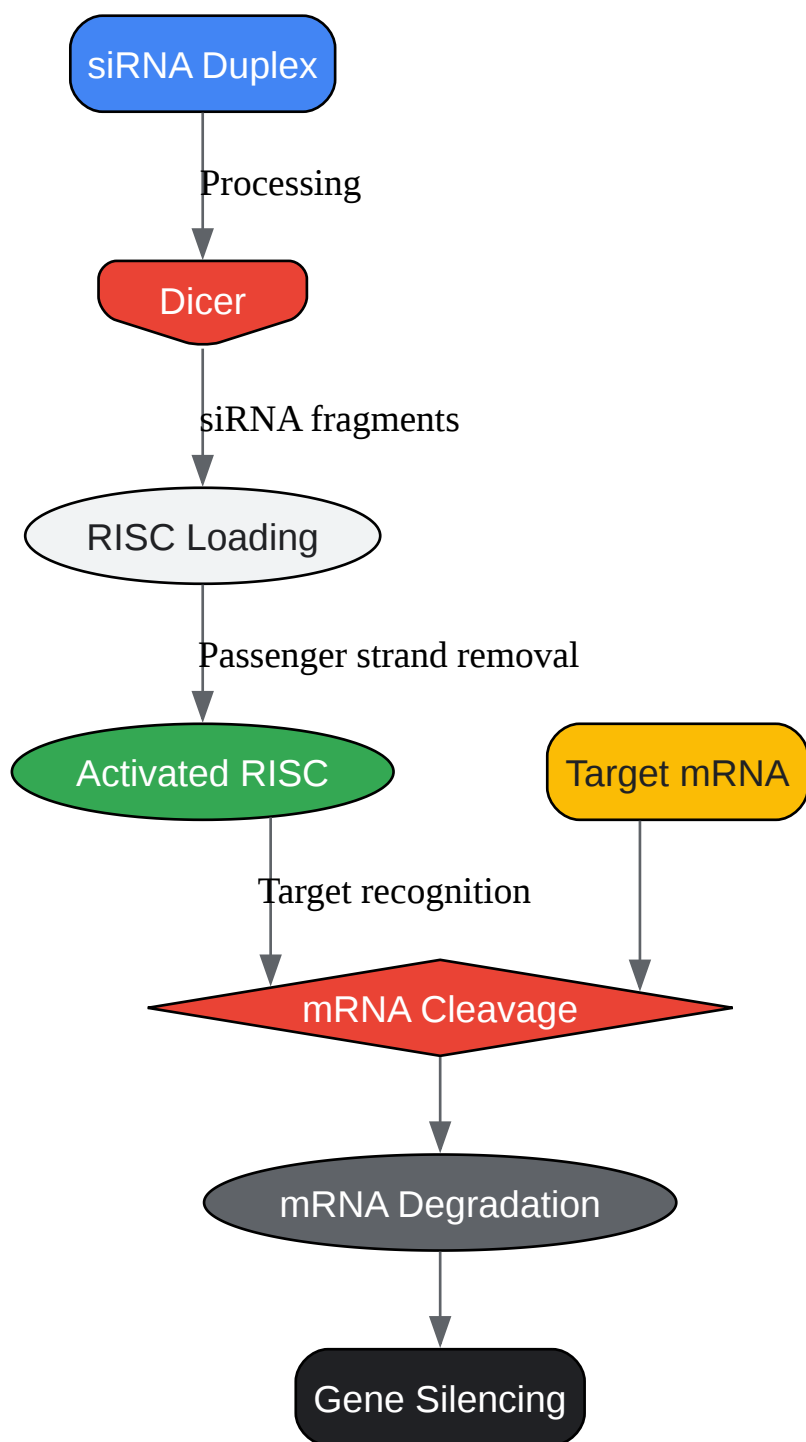 siRNA Duplex
Processing
Dicer
siRNA fragments
RISC Loading
Passenger strand removal
Activated RISC
Target mRNA
Target recognition
mRNA Cleavage
mRNA Degradation
Gene Silencing